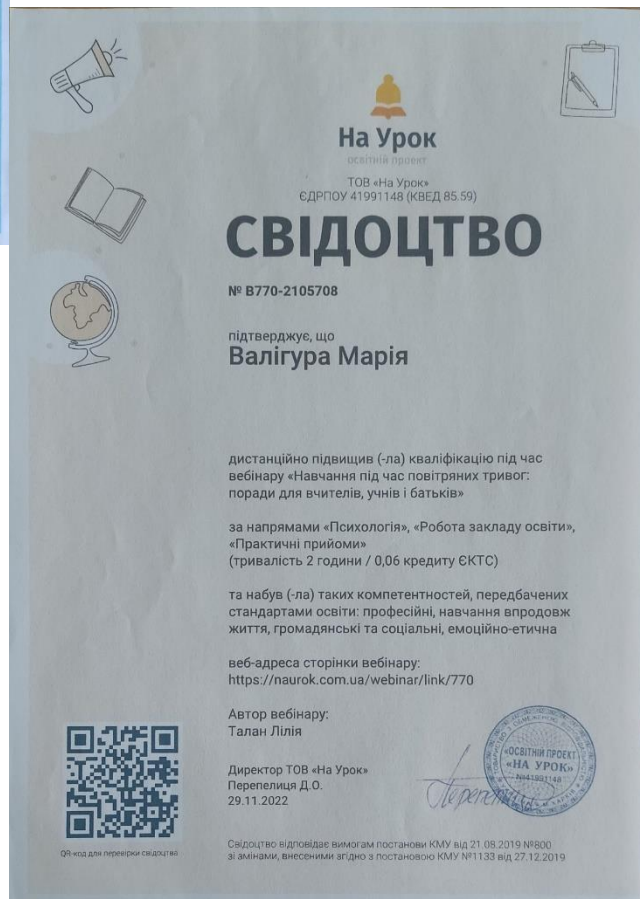 На Урок
освітній проект
ТОВ «На Урок»
ЄДРПОУ 41991148 (КВЕД 85.59)
СВІДОЦТВО
№ В770-2105708
підтверджує, що
Валігура Марія
дистанційно підвищив (-ла) кваліфікацію під час
вебінару «Навчання під час повітряних тривог:
поради для вчителів, учнів і батьків»
за напрямами «Психологія», «Робота закладу освіти»,
«Практичні прийоми»
(тривалість 2 години / 0,06 кредиту ЄКТС)
та набув (-ла) таких компетентностей, передбачених
стандартами освіти: професійні, навчання впродовж
життя, громадянські та соціальні, емоційно-етична
веб-адреса сторінки вебінару:
https://naurok.com.ua/webinar/link/770
Автор вебінару:
Талан Лілія
Директор ТОВ «На Урок»
Перепелиця Д.О.
29.11.2022
«ОСВІТНІЙ ПРОЕКТ
«НА УРОК»
№41991148
QR-код для перевірки свідоцтва
Свідоцтво відповідає вимогам постанови КМУ від 21.08.2019 №800
зі змінами, внесеними згідно з постановою КМУ №1133 від 27.12.2019